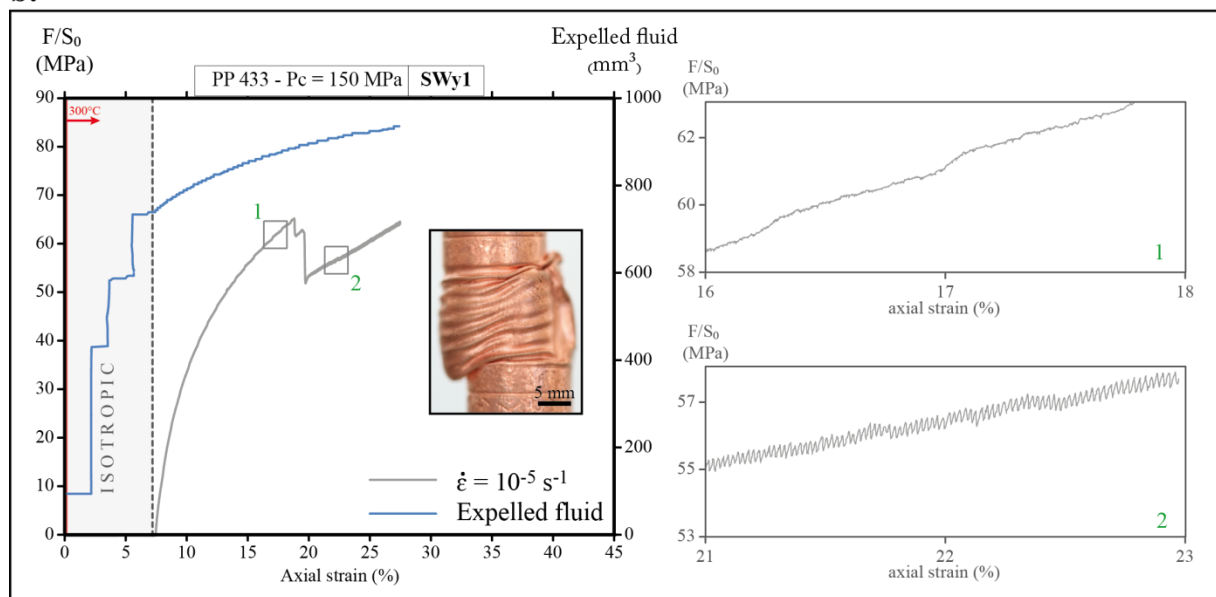 F/S₀
(MPa)
Expelled fluid
(mm³)
PP 433 - Pc = 150 MPa SWy1
90
80
70
60
50
40
30
20
10
0
1000
800
600
400
200
0
300°C
ISOTROPIC
1
2
5 mm
ε̇ = 10⁻⁵ s⁻¹
Expelled fluid
0 5 10 15 20 25 30 35 40 45
Axial strain (%)
F/S₀
(MPa)
62
60
58
1
16 17 18
axial strain (%)
F/S₀
(MPa)
57
55
53
2
21 22 23
axial strain (%)